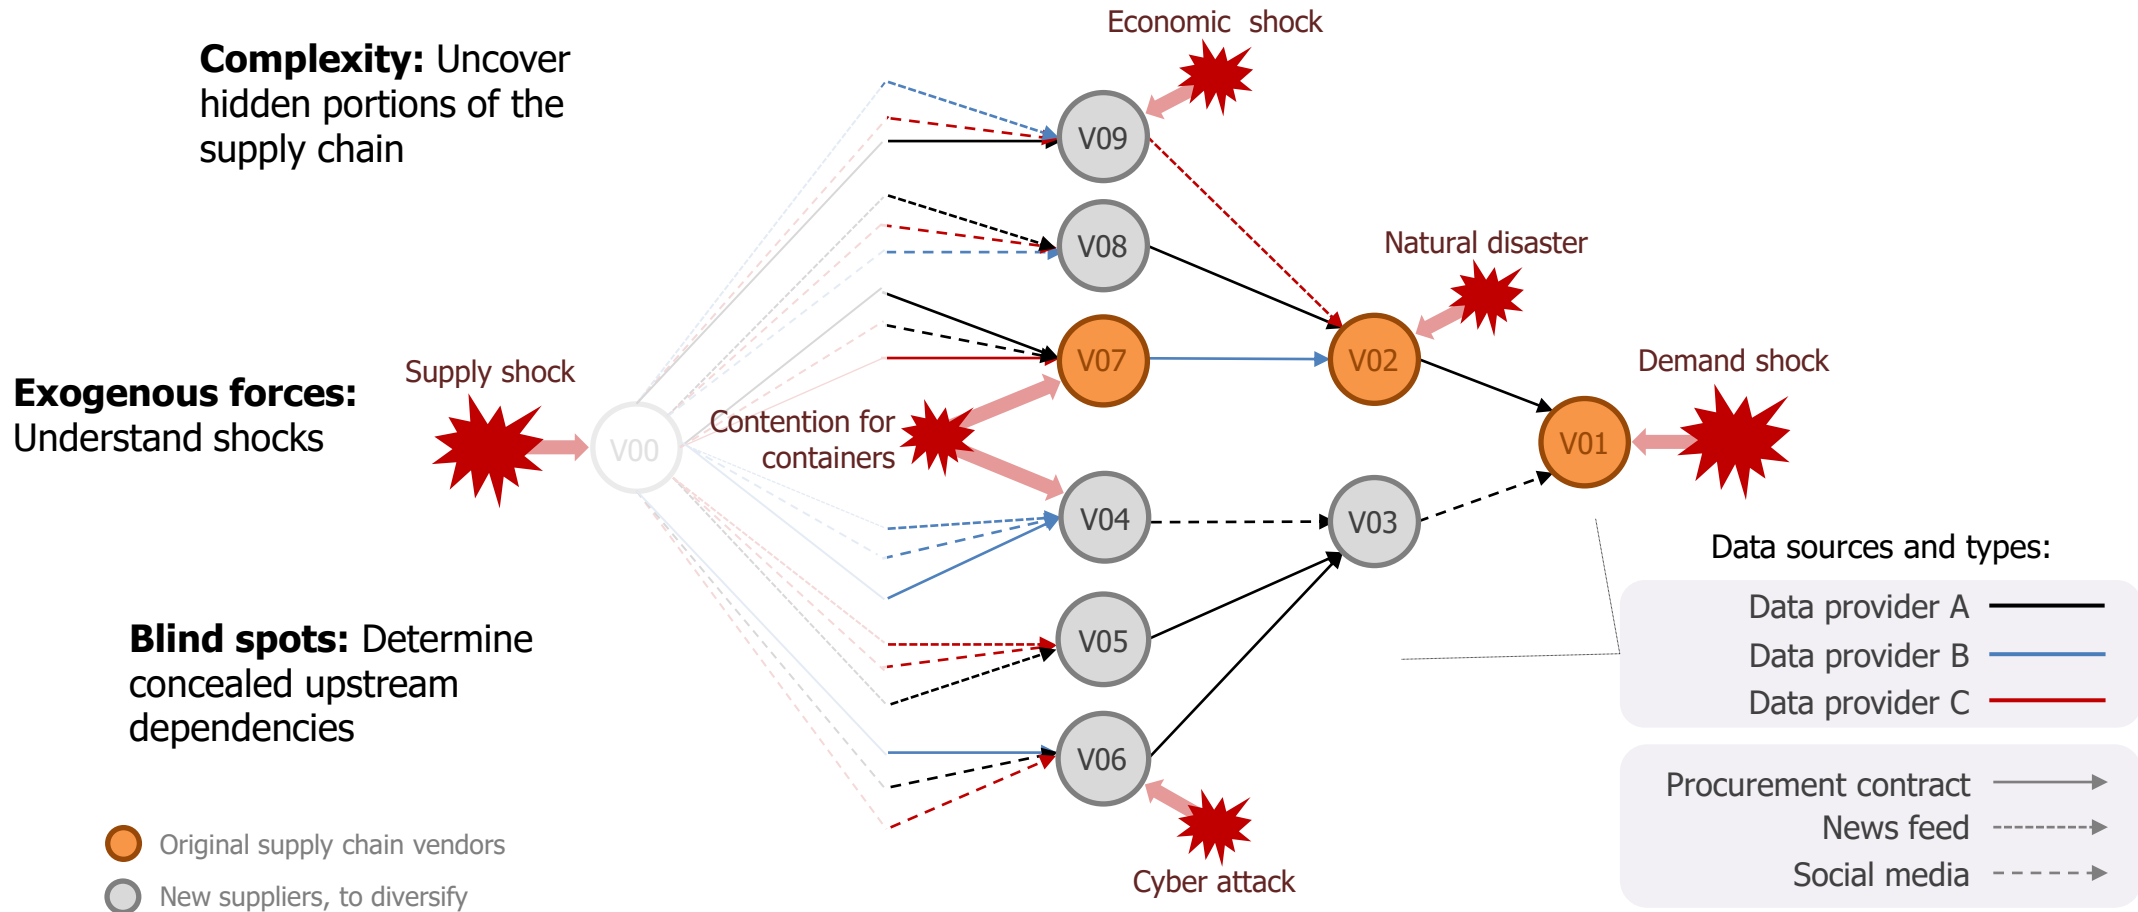 Economic  shock
Complexity: Uncover
hidden portions of the
supply chain
V09
V08
Natural disaster
Exogenous forces:
Understand shocks
Supply shock
V07
V02
Demand shock
Contention for
containers
V00
V01
V04
V03
Data sources and types:
Data provider A
Data provider B
Data provider C
Blind spots: Determine
concealed upstream
dependencies
V05
V06
Procurement contract
News feed
Social media
Original supply chain vendors
New suppliers, to diversify
Cyber attack